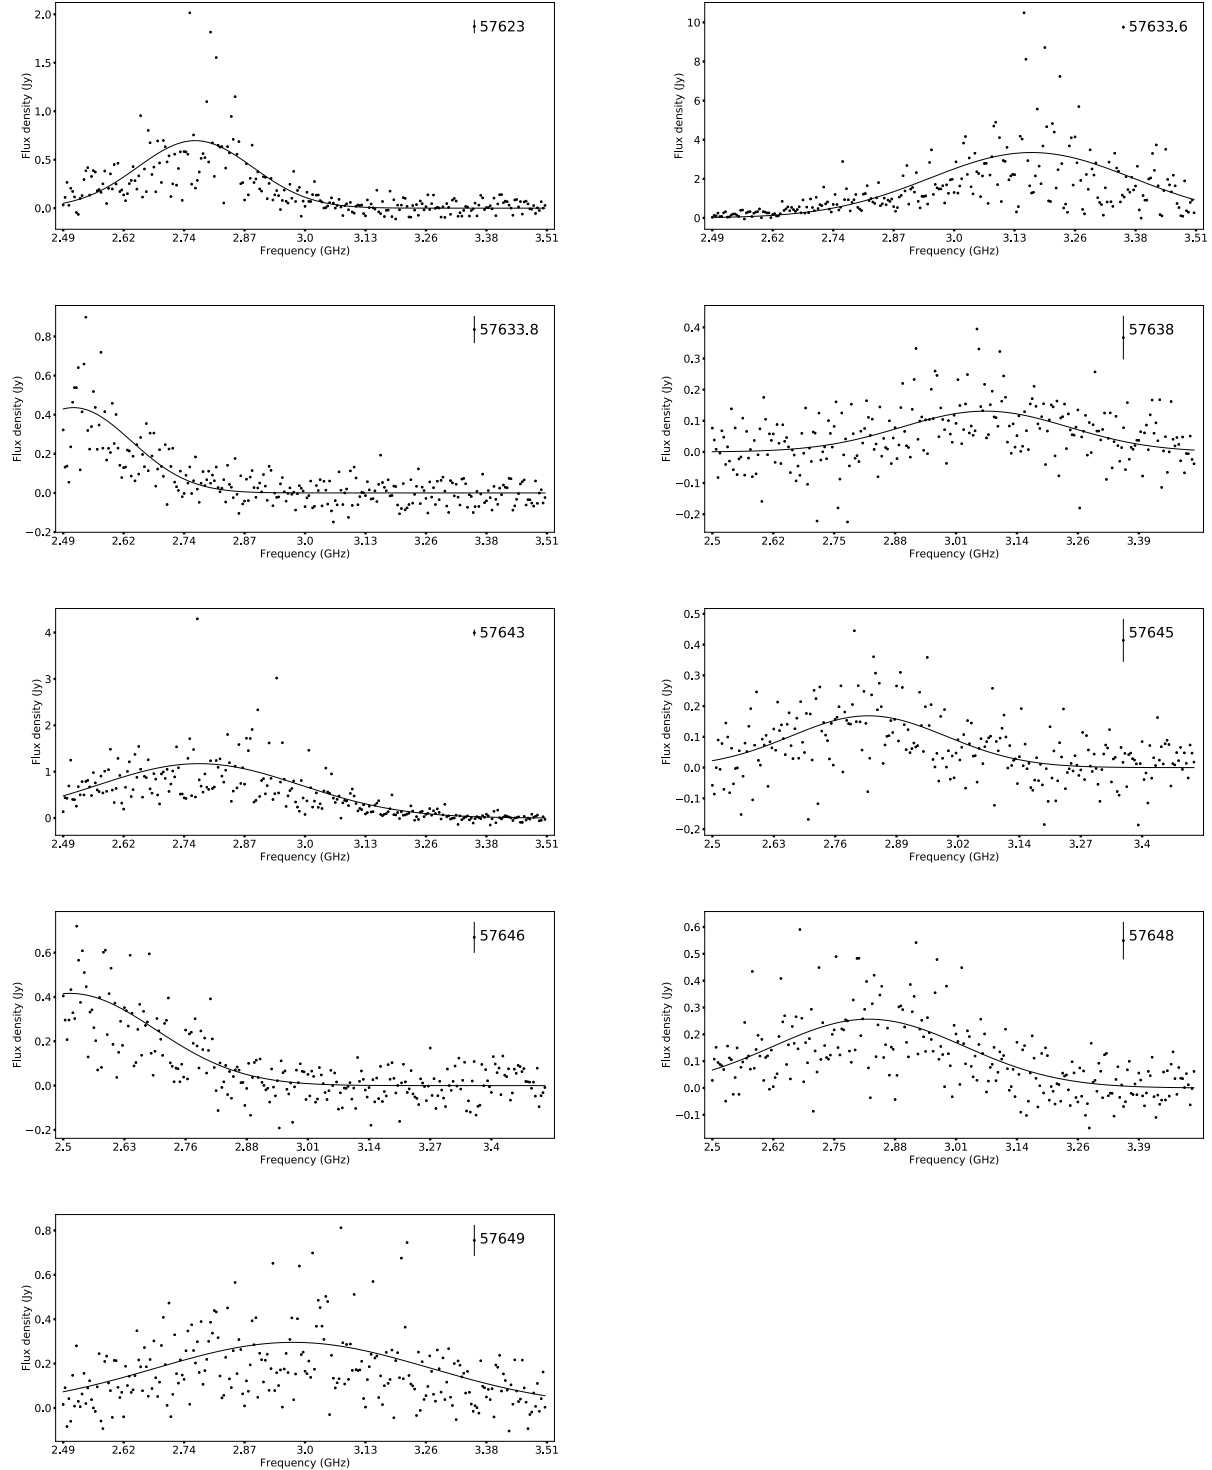 57623
Flux density (Jy)
2.0
1.5
1.0
0.5
0.0
2.49 2.62 2.74 2.87 3.0 3.13 3.26 3.38 3.51
Frequency (GHz)
57633.6
Flux density (Jy)
10
8
6
4
2
0
2.49 2.62 2.74 2.87 3.0 3.13 3.26 3.38 3.51
Frequency (GHz)
57633.8
Flux density (Jy)
0.8
0.6
0.4
0.2
0.0
−0.2
2.49 2.62 2.74 2.87 3.0 3.13 3.26 3.38 3.51
Frequency (GHz)
57638
Flux density (Jy)
0.4
0.3
0.2
0.1
0.0
−0.1
−0.2
2.5 2.62 2.75 2.88 3.01 3.14 3.26 3.39
Frequency (GHz)
57643
Flux density (Jy)
4
3
2
1
0
2.49 2.62 2.74 2.87 3.0 3.13 3.26 3.38 3.51
Frequency (GHz)
57645
Flux density (Jy)
0.5
0.4
0.3
0.2
0.1
0.0
−0.1
−0.2
2.5 2.63 2.76 2.89 3.02 3.14 3.27 3.4
Frequency (GHz)
57646
Flux density (Jy)
0.6
0.4
0.2
0.0
−0.2
2.5 2.63 2.76 2.88 3.01 3.14 3.27 3.4
Frequency (GHz)
57648
Flux density (Jy)
0.6
0.5
0.4
0.3
0.2
0.1
0.0
−0.1
2.5 2.62 2.75 2.88 3.01 3.14 3.26 3.39
Frequency (GHz)
57649
Flux density (Jy)
0.8
0.6
0.4
0.2
0.0
2.49 2.62 2.74 2.87 3.0 3.13 3.26 3.38 3.51
Frequency (GHz)